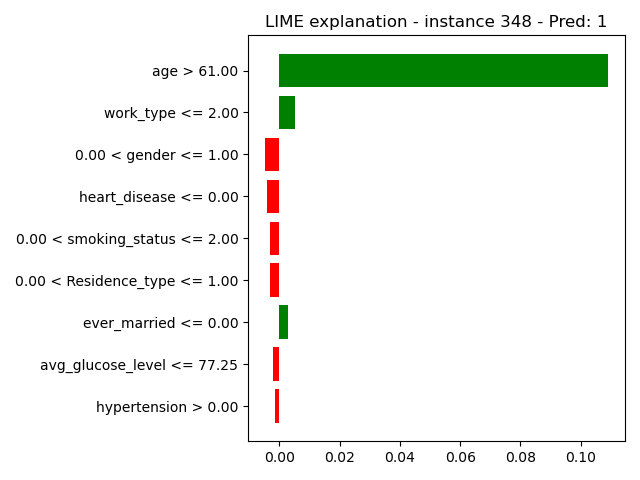 LIME explanation - instance 348 - Pred: 1
age > 61.00
work_type <= 2.00
0.00 < gender <= 1.00
heart_disease <= 0.00
0.00 < smoking_status <= 2.00
0.00 < Residence_type <= 1.00
ever_married <= 0.00
avg_glucose_level <= 77.25
hypertension > 0.00
0.00 0.02 0.04 0.06 0.08 0.10